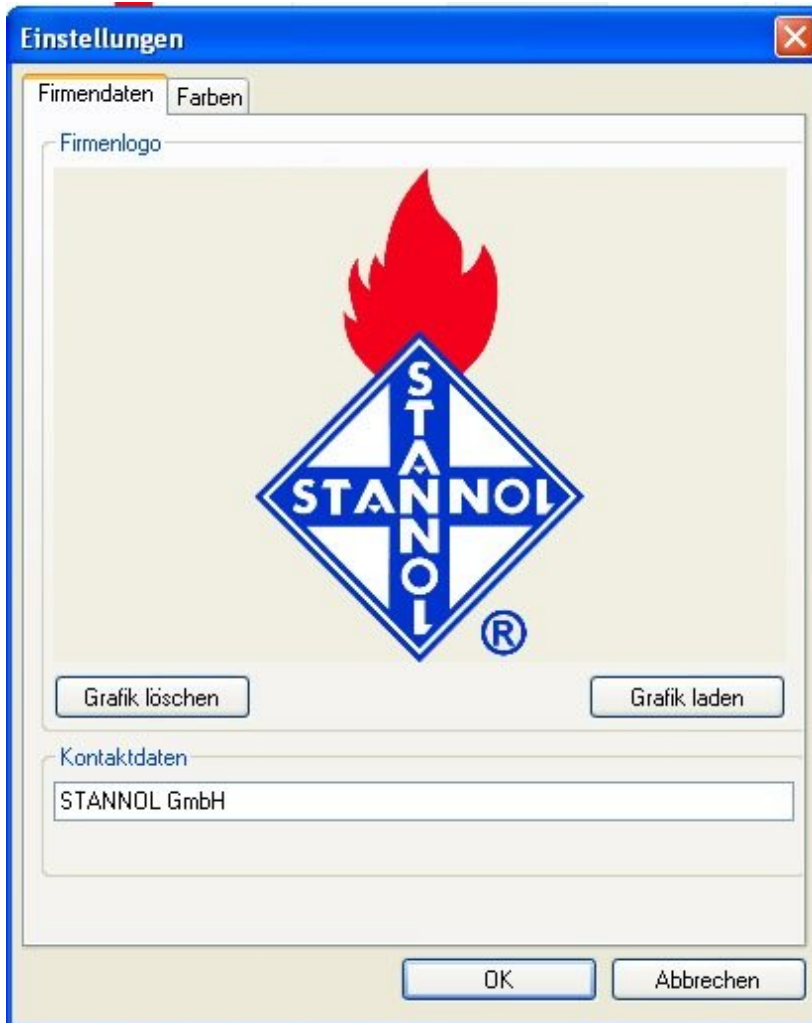 Einstellungen
Firmendaten
Farben
Firmenlogo
STANNOL
STANNOL
®
Grafik löschen
Grafik laden
Kontaktdaten
STANNOL GmbH
OK
Abbrechen